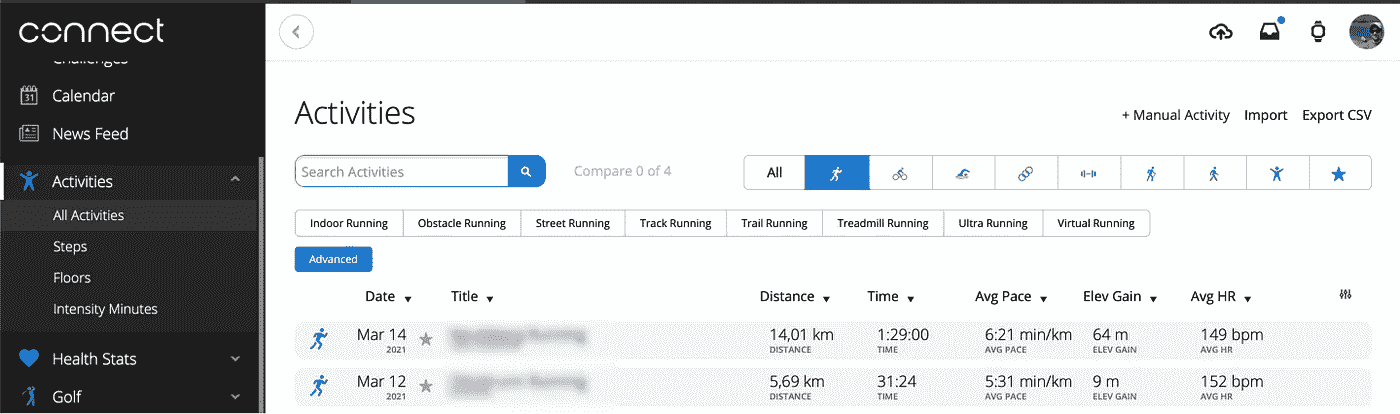 connect
Challenges
31
Calendar
News Feed
Activities
All Activities
Steps
Floors
Intensity Minutes
Health Stats
Golf
Activities
+ Manual Activity Import Export CSV
Search Activities
Compare 0 of 4
All
Indoor Running Obstacle Running Street Running Track Running Trail Running Treadmill Running Ultra Running Virtual Running
Advanced
Date Title Distance Time Avg Pace Elev Gain Avg HR
Mar 14 Running 14,01 km 1:29:00 6:21 min/km 64 m 149 bpm
2021 DISTANCE TIME AVG PACE ELEV GAIN AVG HR
Mar 12 Running 5,69 km 31:24 5:31 min/km 9 m 152 bpm
2021 DISTANCE TIME AVG PACE ELEV GAIN AVG HR